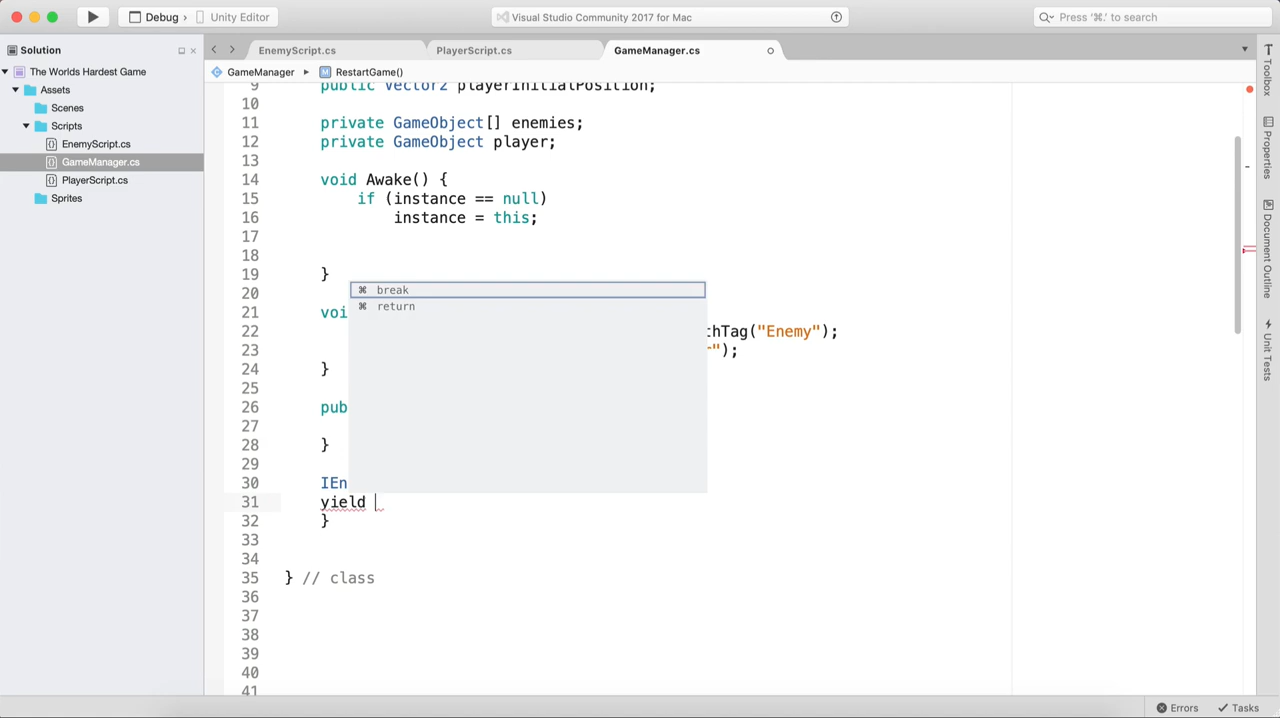 Debug › Unity Editor
Visual Studio Community 2017 for Mac
Press '⌘.' to search
Solution
EnemyScript.cs PlayerScript.cs GameManager.cs
GameManager RestartGame()
The Worlds Hardest Game
Assets
Scenes
Scripts
EnemyScript.cs
GameManager.cs
PlayerScript.cs
Sprites
9 public Vector2 playerInitialPosition;
10
11 private GameObject[] enemies;
12 private GameObject player;
13
14 void Awake() {
15 if (instance == null)
16 instance = this;
17
18
19 }
20
21 voi
22 thTag("Enemy");
23 ");
24 }
25
26 pub
27
28 }
29
30 IEn
31 yield
32 }
33
34
35 } // class
36
37
38
39
40
41
⌘ break
⌘ return
Toolbox
Properties
Document Outline
Unit Tests
Errors Tasks